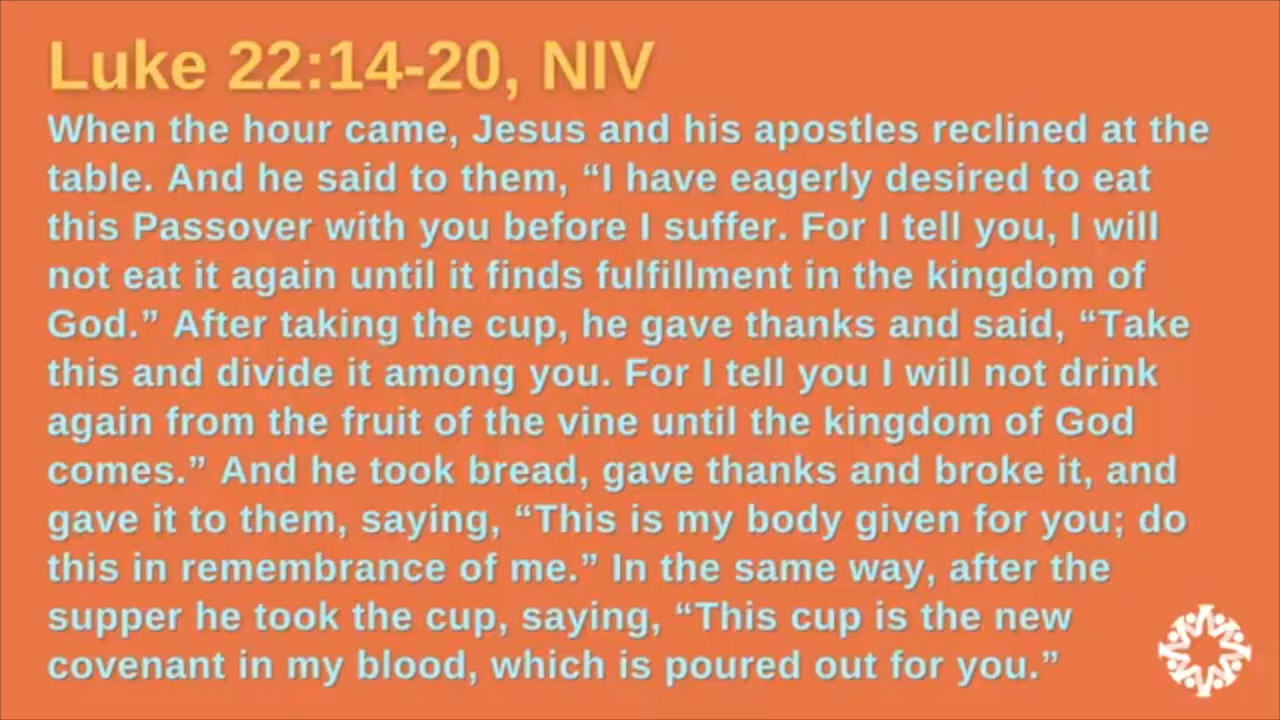 Luke 22:14-20, NIV
When the hour came, Jesus and his apostles reclined at the
table. And he said to them, “I have eagerly desired to eat
this Passover with you before I suffer. For I tell you, I will
not eat it again until it finds fulfillment in the kingdom of
God.” After taking the cup, he gave thanks and said, “Take
this and divide it among you. For I tell you I will not drink
again from the fruit of the vine until the kingdom of God
comes.” And he took bread, gave thanks and broke it, and
gave it to them, saying, “This is my body given for you; do
this in remembrance of me.” In the same way, after the
supper he took the cup, saying, “This cup is the new
covenant in my blood, which is poured out for you.”